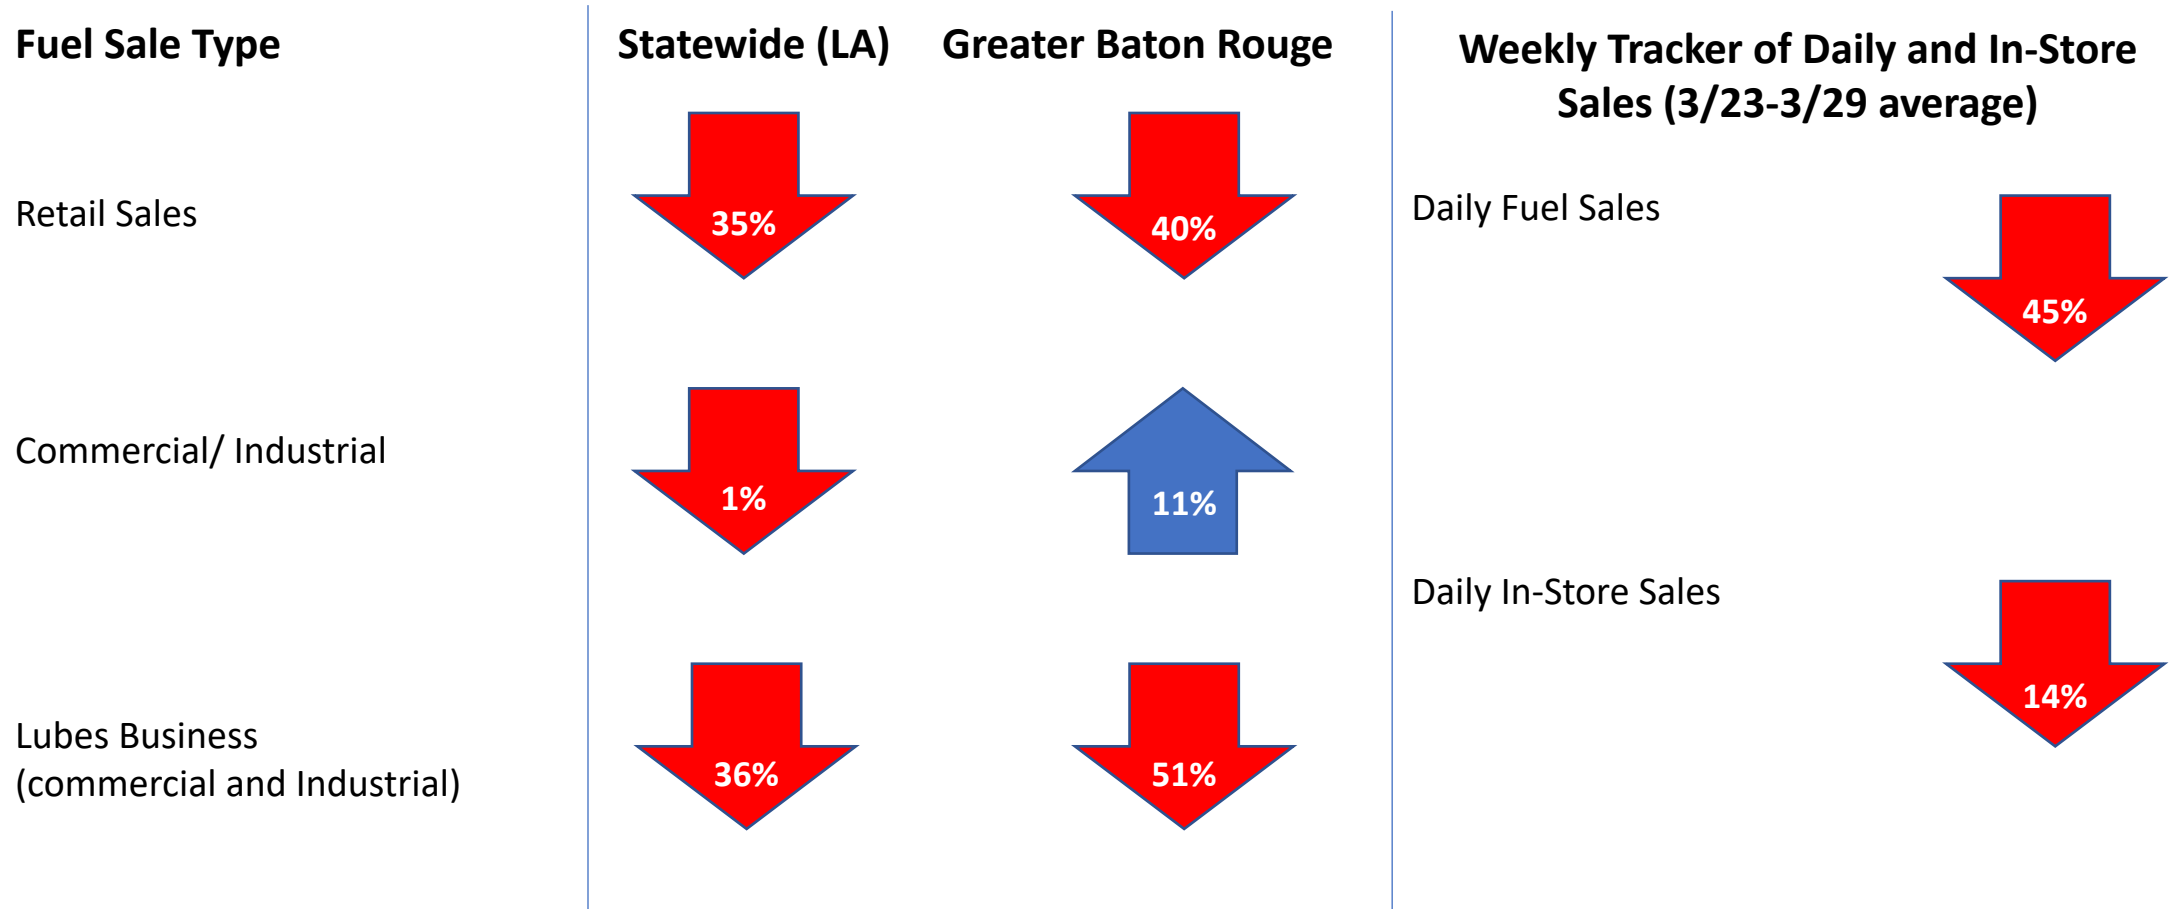 Fuel Sale Type
Statewide (LA)
Greater Baton Rouge
Retail Sales
35%
40%
Commercial/ Industrial
1%
11%
Lubes Business
(commercial and Industrial)
36%
51%
Weekly Tracker of Daily and In-Store
Sales (3/23-3/29 average)
Daily Fuel Sales
45%
Daily In-Store Sales
14%